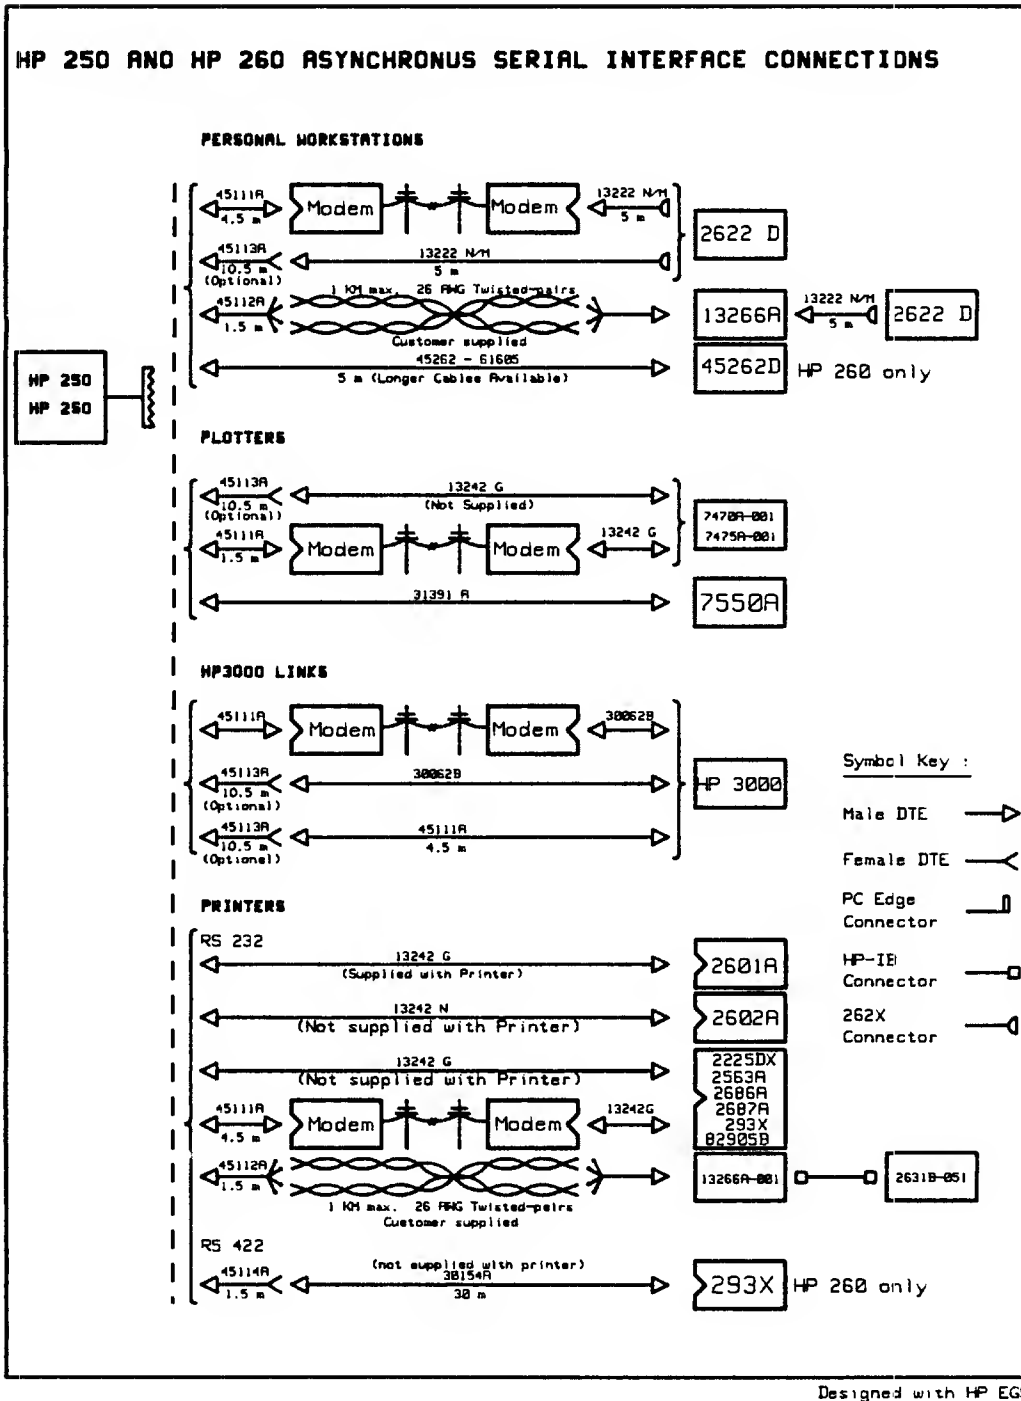 HP 250 AND HP 260 ASYNCHRONUS SERIAL INTERFACE CONNECTIONS
PERSONAL WORKSTATIONS
45111A
4.5 m
Modem
Modem
13222 N/M
5 m
2622 D
45113A
10.5 m
(Optional)
13222 N/M
5 m
45112A
1.5 m
1 KM max. 26 AWG Twisted-pairs
Customer supplied
13266A
13222 N/M
5 m
2622 D
45262 - 61605
5 m (Longer Cables Available)
45262D
HP 260 only
HP 250
HP 250
PLOTTERS
45113A
10.5 m
(Optional)
13242 G
(Not Supplied)
7470A-001
7475A-001
45111A
1.5 m
Modem
Modem
13242 G
31391 A
7550A
HP3000 LINKS
45111A
Modem
Modem
30062B
45113A
10.5 m
(Optional)
30062B
HP 3000
45113A
10.5 m
(Optional)
45111A
4.5 m
Symbol Key :
Male DTE
Female DTE
PC Edge
Connector
HP-IB
Connector
262X
Connector
PRINTERS
RS 232
13242 G
(Supplied with Printer)
2601A
13242 N
(Not supplied with Printer)
2602A
13242 G
(Not supplied with Printer)
2225DX
2563A
2686A
2687A
293X
82905B
45111A
4.5 m
Modem
Modem
13242G
45112A
1.5 m
1 KM max. 26 AWG Twisted-pairs
Customer supplied
13266A-001
2631B-051
RS 422
45114A
1.5 m
(not supplied with printer)
30154A
30 m
293X
HP 260 only
Designed with HP EGS